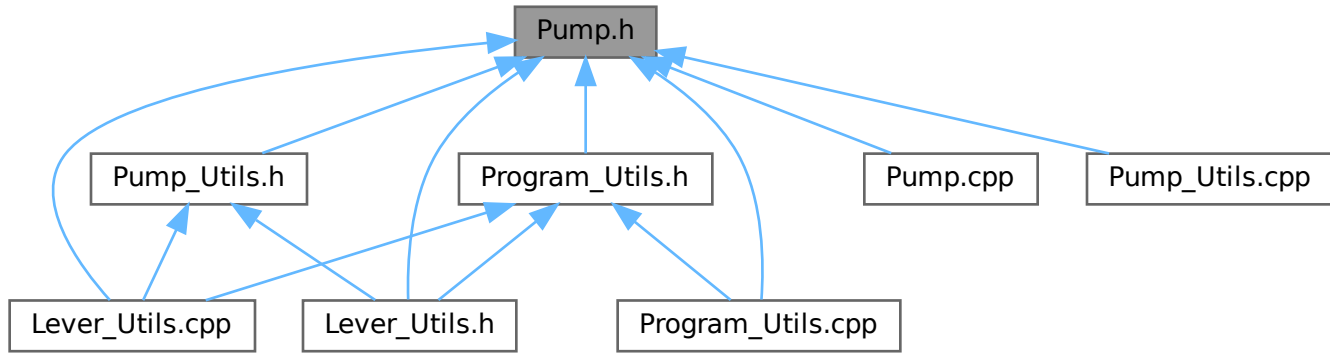 Pump.h
Pump_Utils.h
Program_Utils.h
Pump.cpp
Pump_Utils.cpp
Lever_Utils.cpp
Lever_Utils.h
Program_Utils.cpp